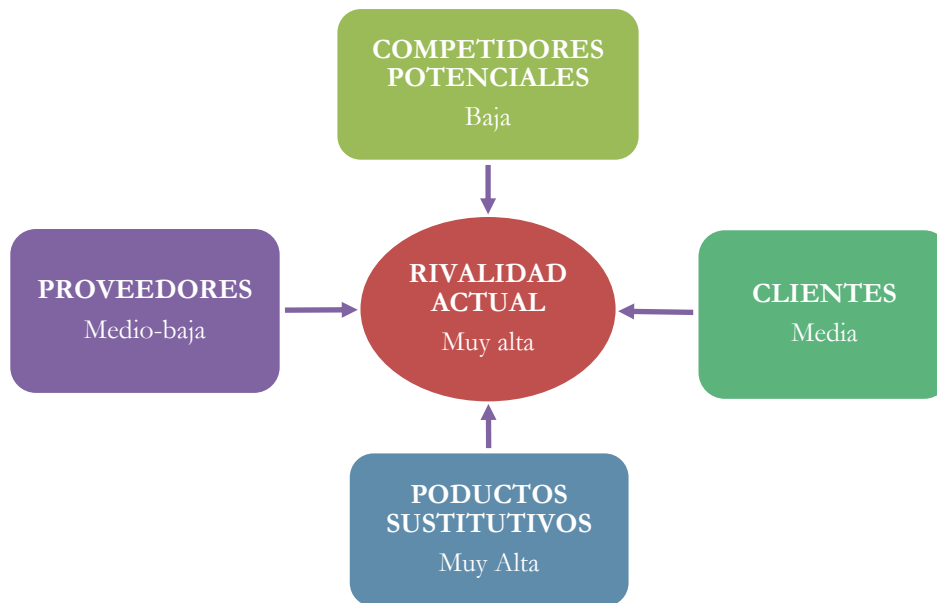 COMPETIDORES
POTENCIALES
Baja
PROVEEDORES
Medio-baja
RIVALIDAD
ACTUAL
Muy alta
CLIENTES
Media
PODUCTOS
SUSTITUTIVOS
Muy Alta